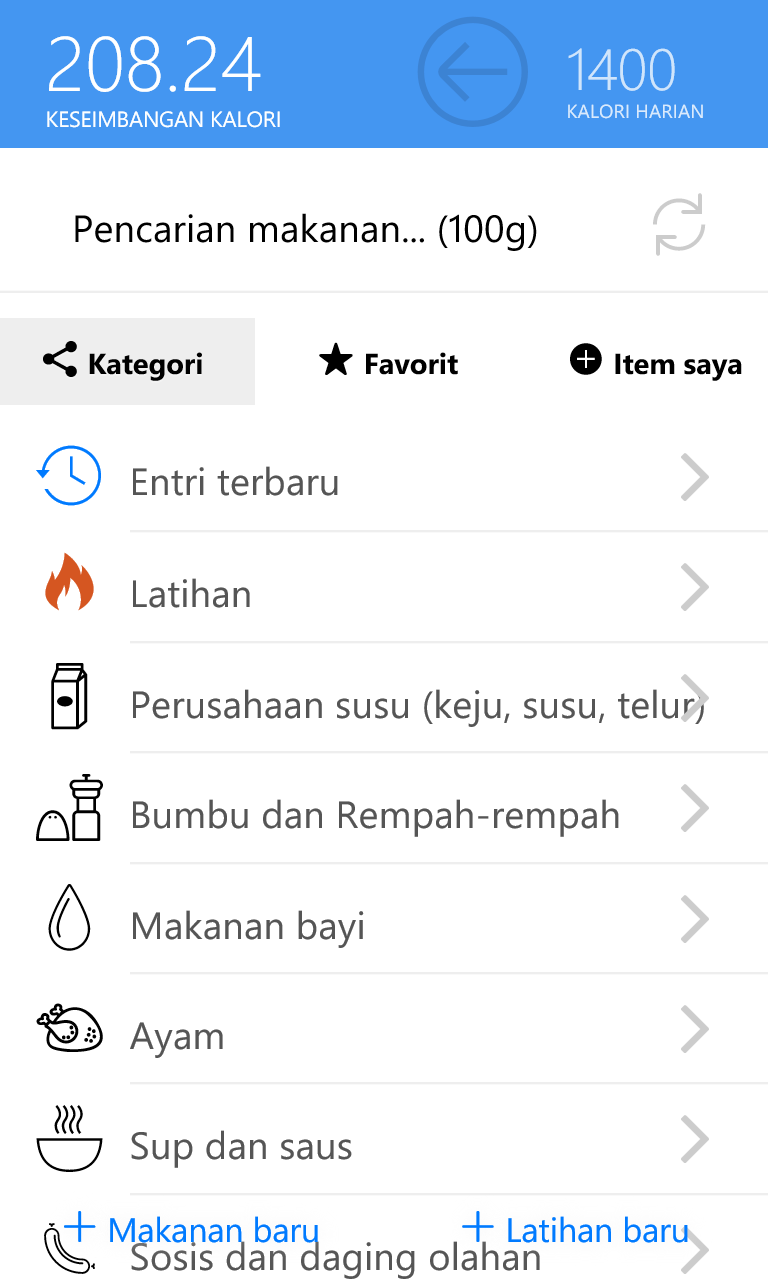 208.24
KESEIMBANGAN KALORI
1400
KALORI HARIAN
Pencarian makanan... (100g)
Kategori
Favorit
Item saya
Entri terbaru
Latihan
Perusahaan susu (keju, susu, telur)
Bumbu dan Rempah-rempah
Makanan bayi
Ayam
Sup dan saus
Makanan baru
Latihan baru
Sosis dan daging olahan